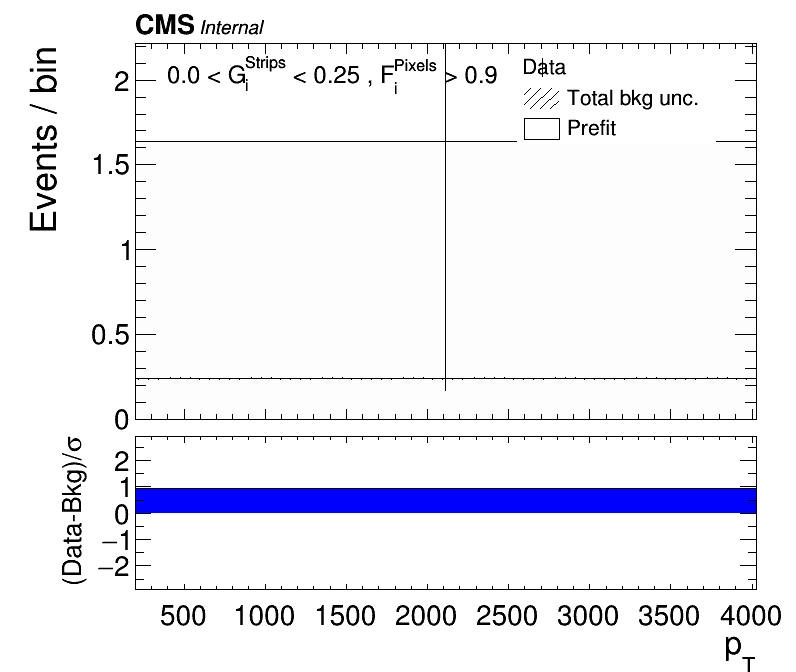 CMS Internal
0.0 < G_i^Strips < 0.25 , F_i^Pixels > 0.9
Data
Total bkg unc.
Prefit
Events / bin
2
1.5
1
0.5
0
(Data-Bkg)/σ
2
1
0
−1
−2
500 1000 1500 2000 2500 3000 3500 4000
p_T